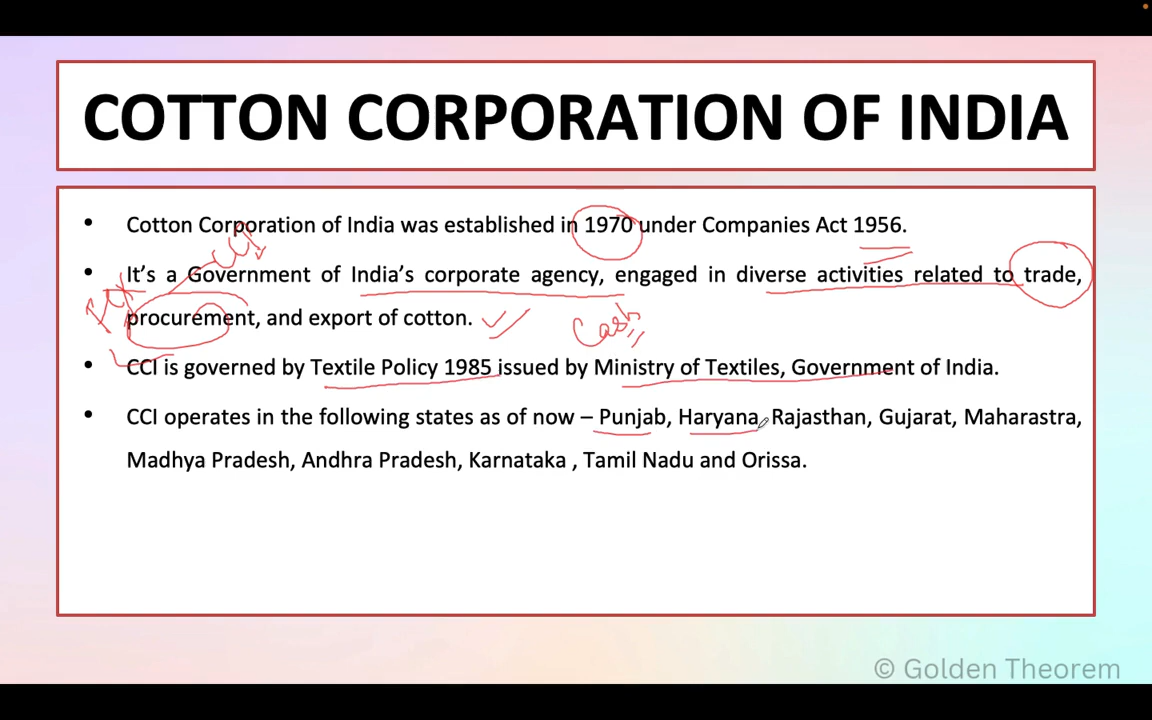 COTTON CORPORATION OF INDIA
• Cotton Corporation of India was established in 1970 under Companies Act 1956.
• It's a Government of India's corporate agency, engaged in diverse activities related to trade,
procurement, and export of cotton.
Cash
• CCI is governed by Textile Policy 1985 issued by Ministry of Textiles, Government of India.
• CCI operates in the following states as of now – Punjab, Haryana, Rajasthan, Gujarat, Maharastra,
Madhya Pradesh, Andhra Pradesh, Karnataka , Tamil Nadu and Orissa.
© Golden Theorem